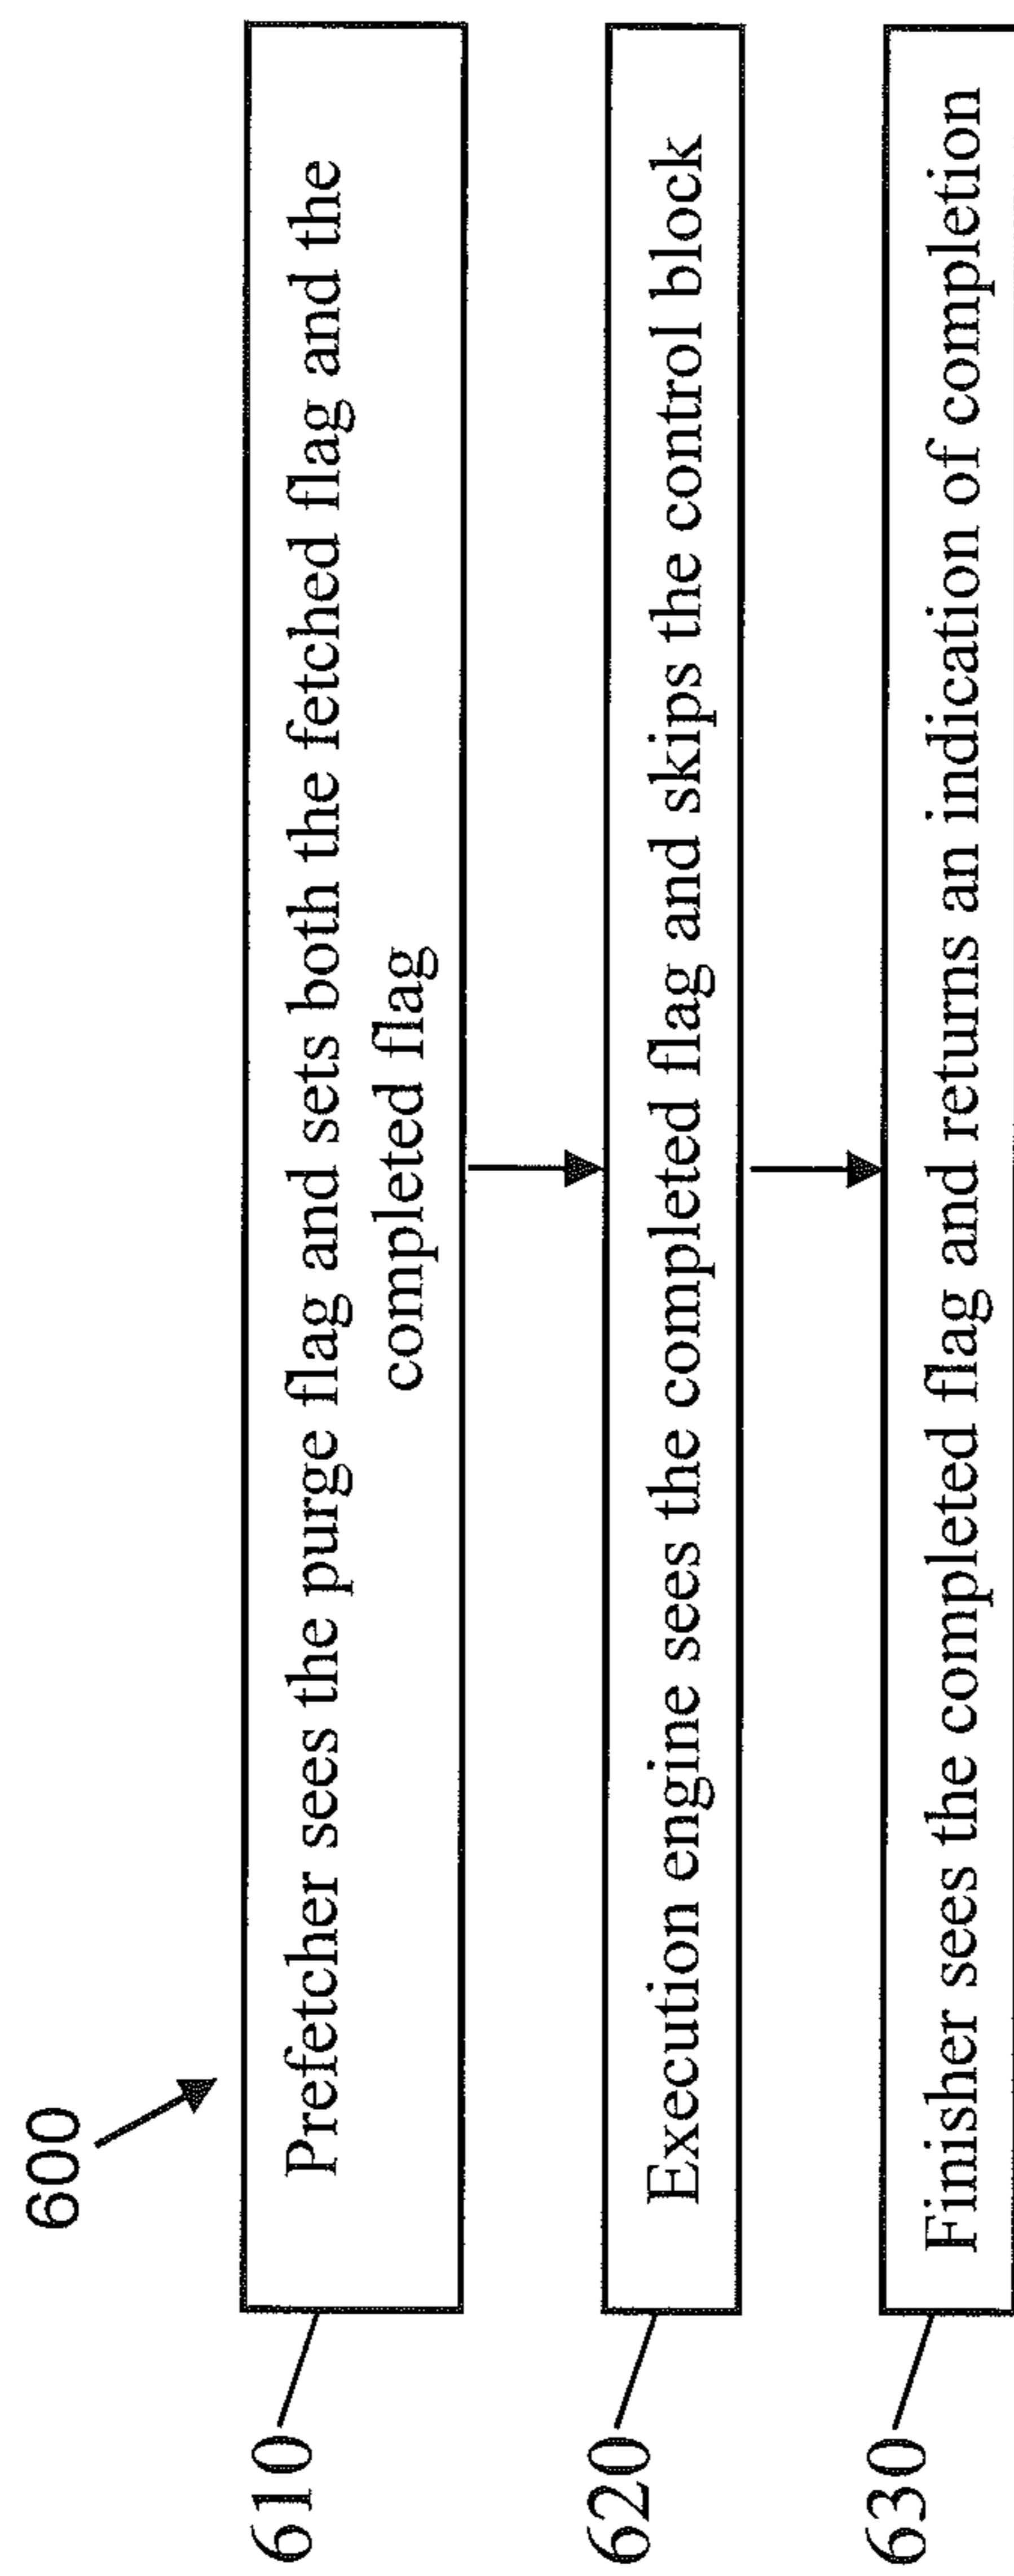 600
610
Prefetcher sees the purge flag and sets both the fetched flag and the
completed flag
620
Execution engine sees the completed flag and skips the control block
630
Finisher sees the completed flag and returns an indication of completion